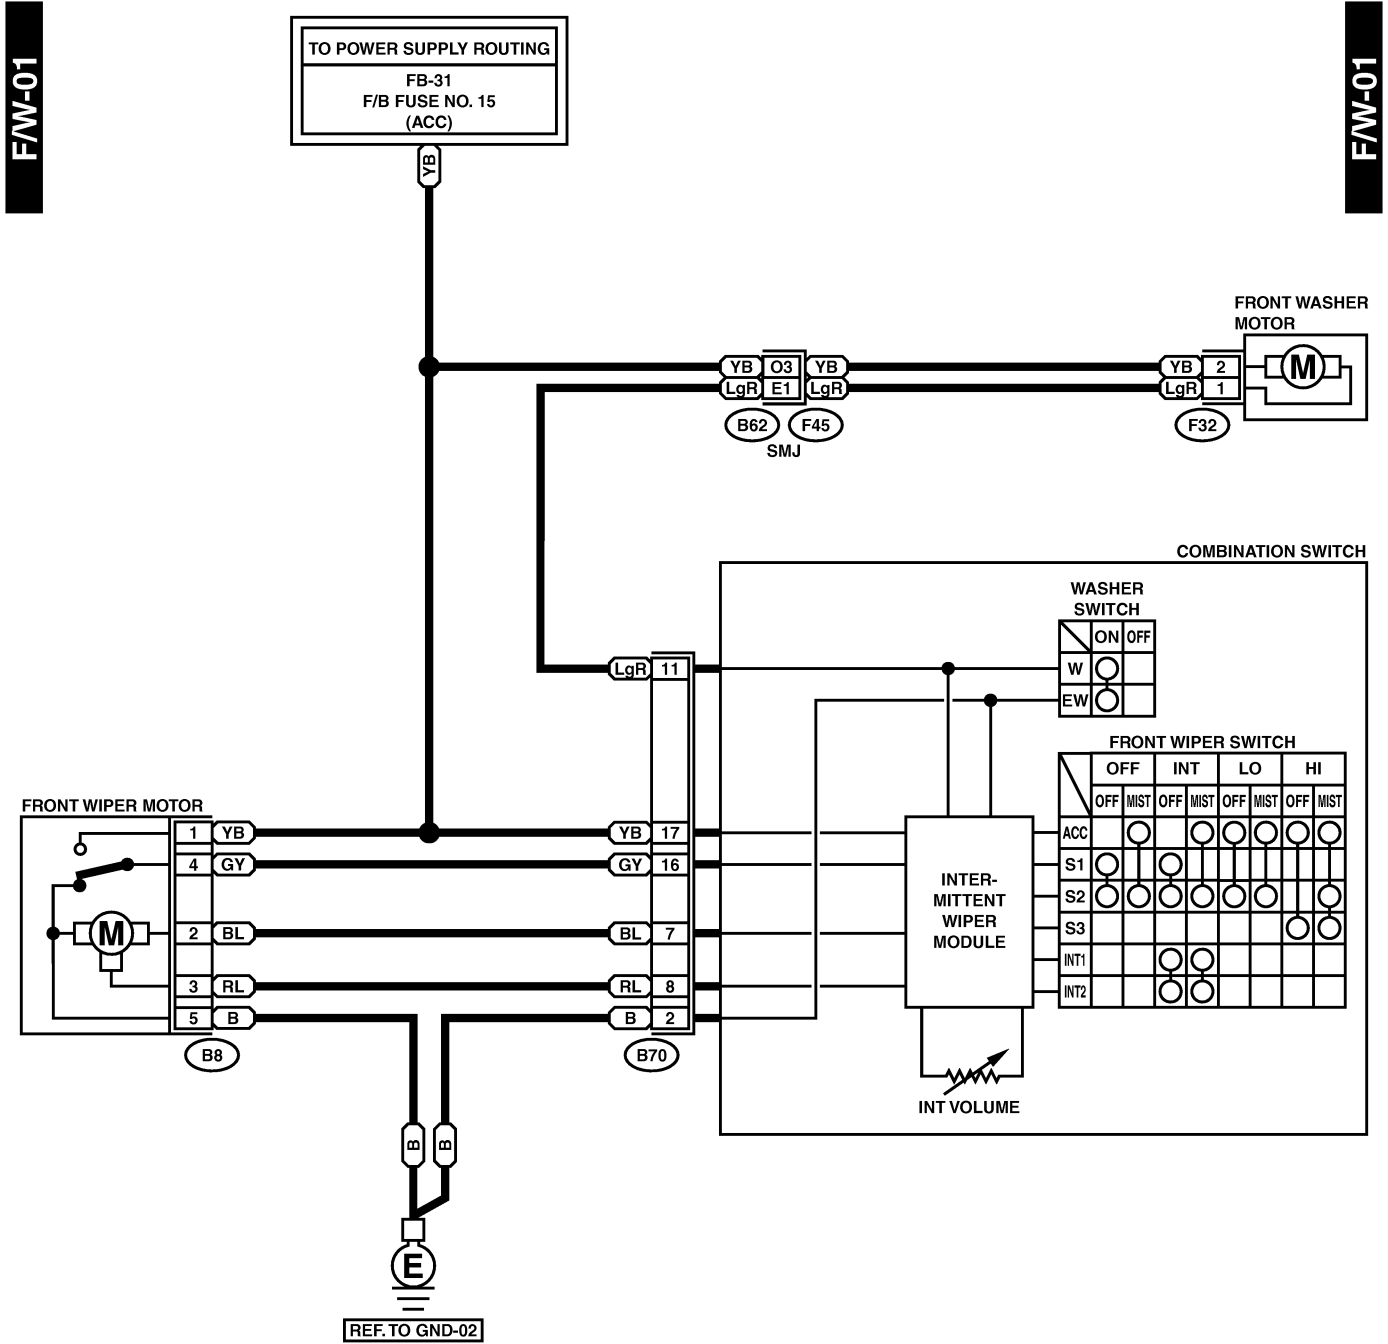 F/W-01
F/W-01
TO POWER SUPPLY ROUTING
FB-31
F/B FUSE NO. 15
(ACC)
YB
FRONT WASHER
MOTOR
YB O3 YB
YB 2
M
LgR E1 LgR
LgR 1
B62 F45
F32
SMJ
COMBINATION SWITCH
WASHER
SWITCH
ON OFF
LgR 11
W
EW
FRONT WIPER SWITCH
OFF INT LO HI
OFF MIST OFF MIST OFF MIST OFF MIST
FRONT WIPER MOTOR
1 YB
YB 17
ACC
4 GY
GY 16
S1
INTER-
MITTENT
WIPER
MODULE
S2
M
2 BL
BL 7
S3
INT1
3 RL
RL 8
INT2
5 B
B 2
B8
B70
INT VOLUME
B
B
E
REF. TO GND-02